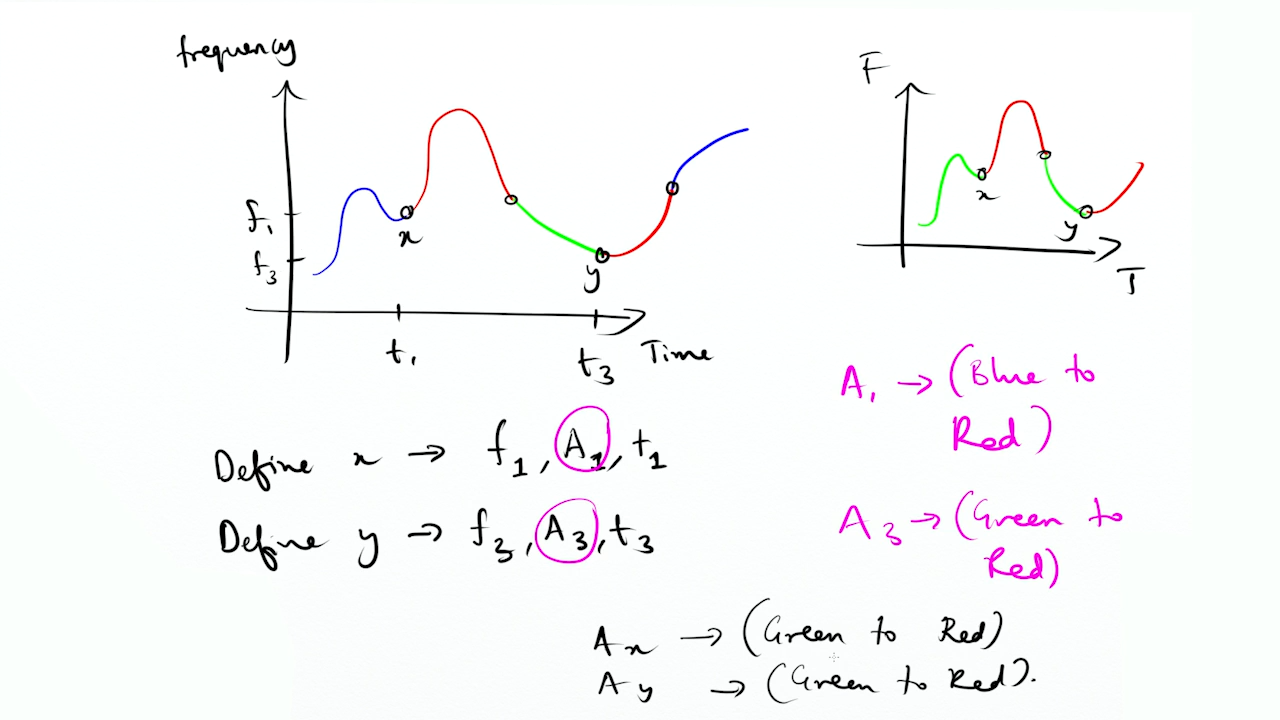 frequency
f1
x
f3
y
t1
t3
Time
F
x
y
T
A1 → (Blue to
Red)
A3 → (Green to
Red)
Define x → f1, A1, t1
Define y → f3, A3, t3
Ax → (Green to Red)
Ay → (Green to Red).